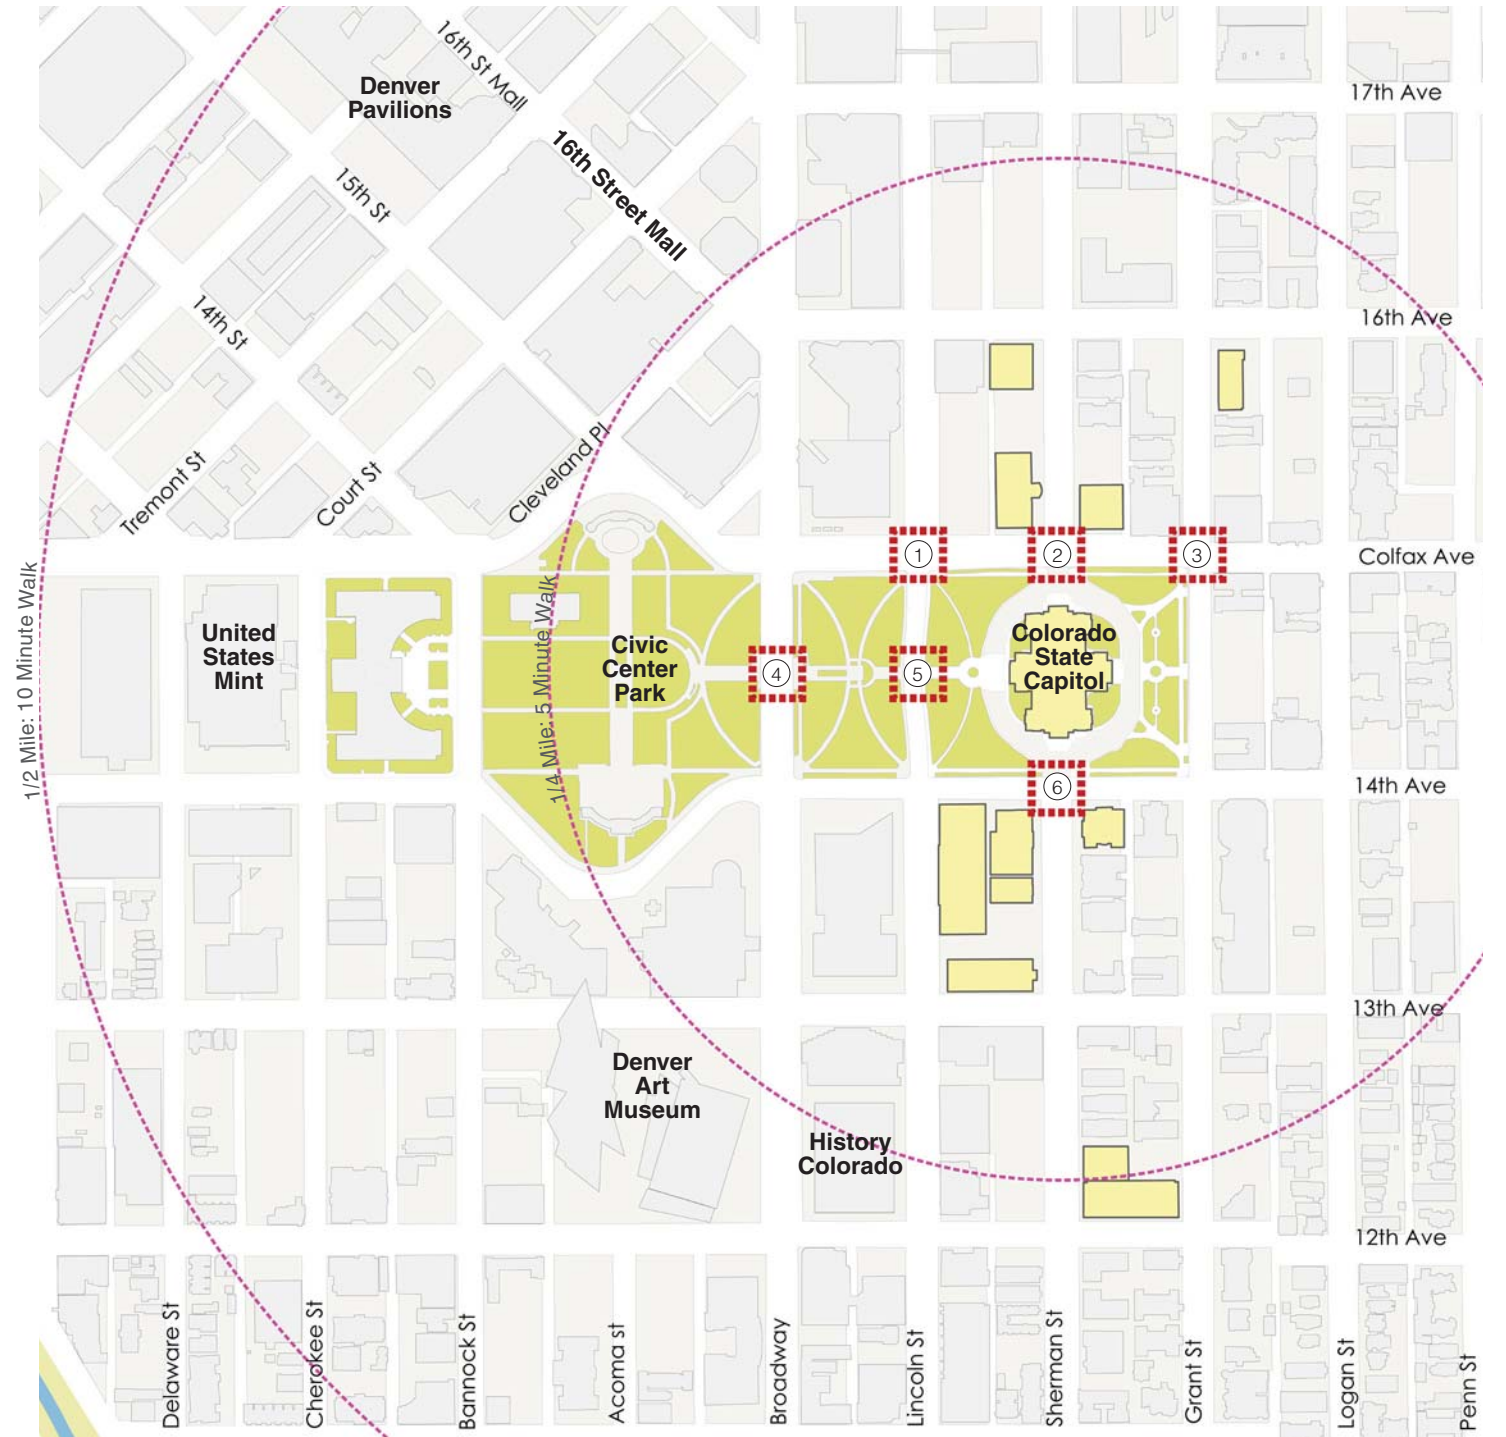 16th St Mall
Denver
Pavilions
17th Ave
16th Street Mall
15th St
14th St
16th Ave
Cleveland Pl
Tremont St
Court St
1
2
3
Colfax Ave
1/2 Mile: 10 Minute Walk
1/4 Mile: 5 Minute Walk
United
States
Mint
Civic
Center
Park
4
5
Colorado
State
Capitol
6
14th Ave
13th Ave
Denver
Art
Museum
History
Colorado
12th Ave
Delaware St
Cherokee St
Bannock St
Acoma st
Broadway
Lincoln St
Sherman St
Grant St
Logan St
Penn St